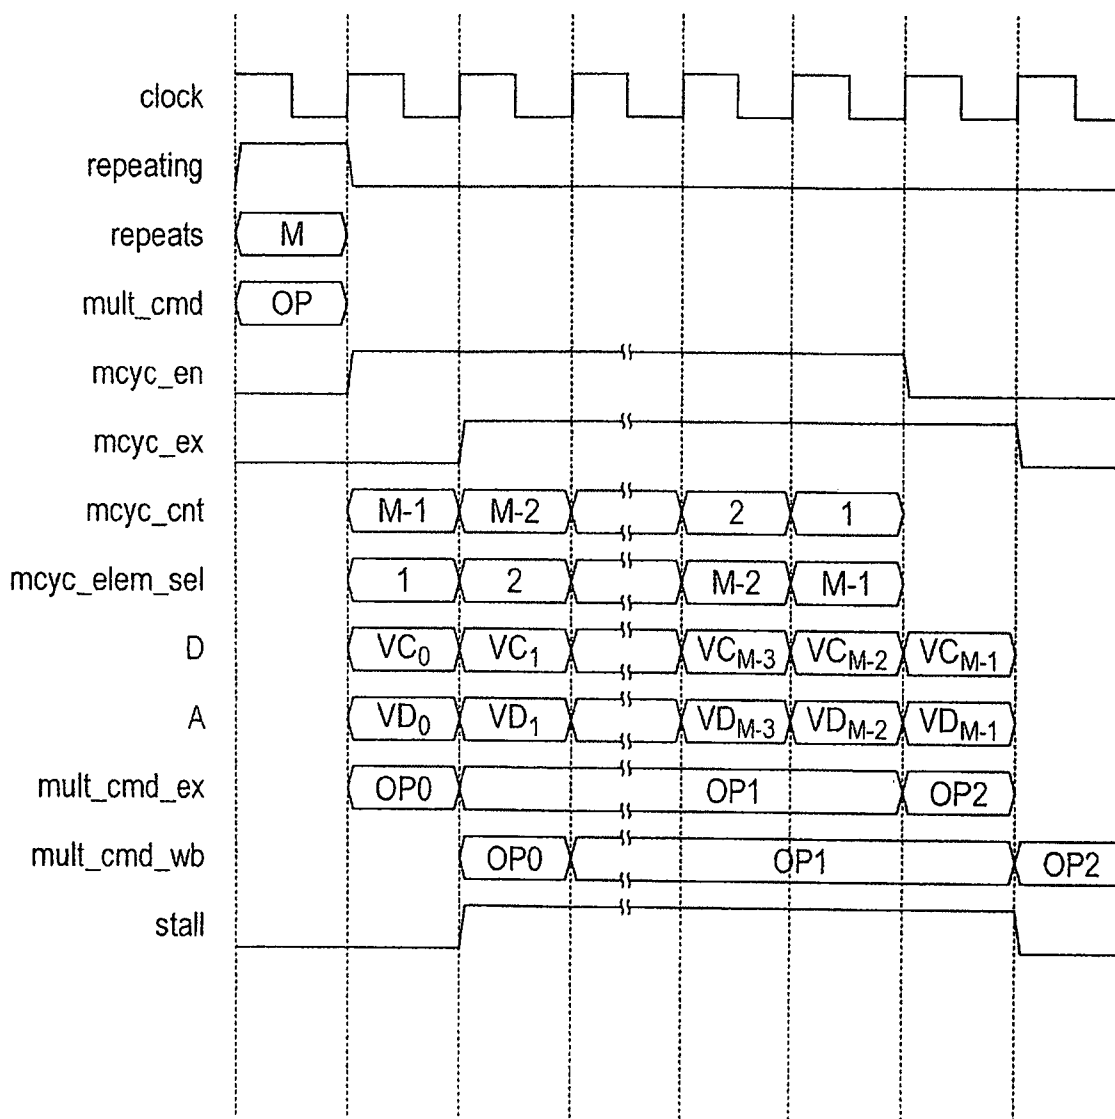 clock
repeating
repeats M
mult_cmd OP
mcyc_en
mcyc_ex
mcyc_cnt M-1 M-2 2 1
mcyc_elem_sel 1 2 M-2 M-1
D VC0 VC1 VCM-3 VCM-2 VCM-1
A VD0 VD1 VDM-3 VDM-2 VDM-1
mult_cmd_ex OP0 OP1 OP2
mult_cmd_wb OP0 OP1 OP2
stall